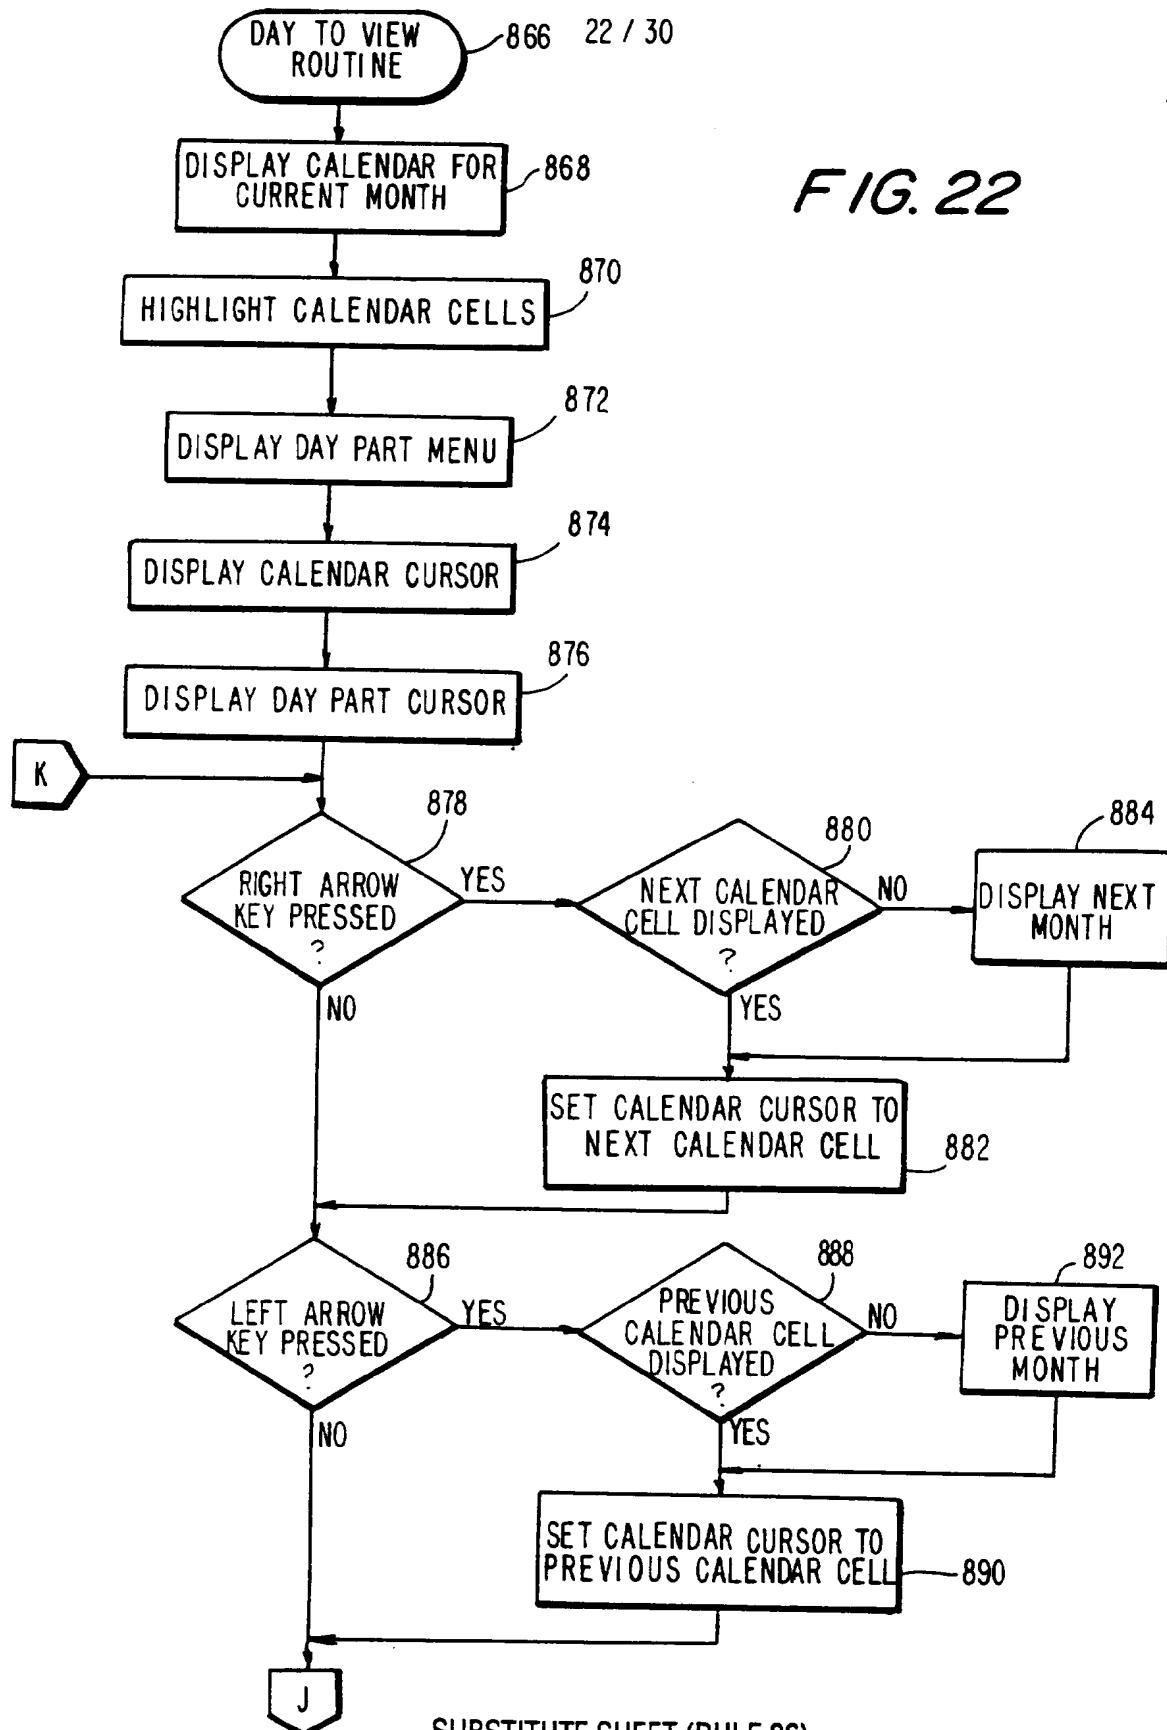 DAY TO VIEW
ROUTINE
866
22 / 30
FIG. 22
DISPLAY CALENDAR FOR
CURRENT MONTH
868
870
HIGHLIGHT CALENDAR CELLS
872
DISPLAY DAY PART MENU
874
DISPLAY CALENDAR CURSOR
876
DISPLAY DAY PART CURSOR
K
878
RIGHT ARROW
KEY PRESSED
?
YES
NO
880
NEXT CALENDAR
CELL DISPLAYED
?
NO
YES
884
DISPLAY NEXT
MONTH
SET CALENDAR CURSOR TO
NEXT CALENDAR CELL
882
886
LEFT ARROW
KEY PRESSED
?
YES
NO
888
PREVIOUS
CALENDAR CELL
DISPLAYED
?
NO
YES
892
DISPLAY
PREVIOUS
MONTH
SET CALENDAR CURSOR TO
PREVIOUS CALENDAR CELL
890
J
SUBSTITUTE SHEET (RULE 26)